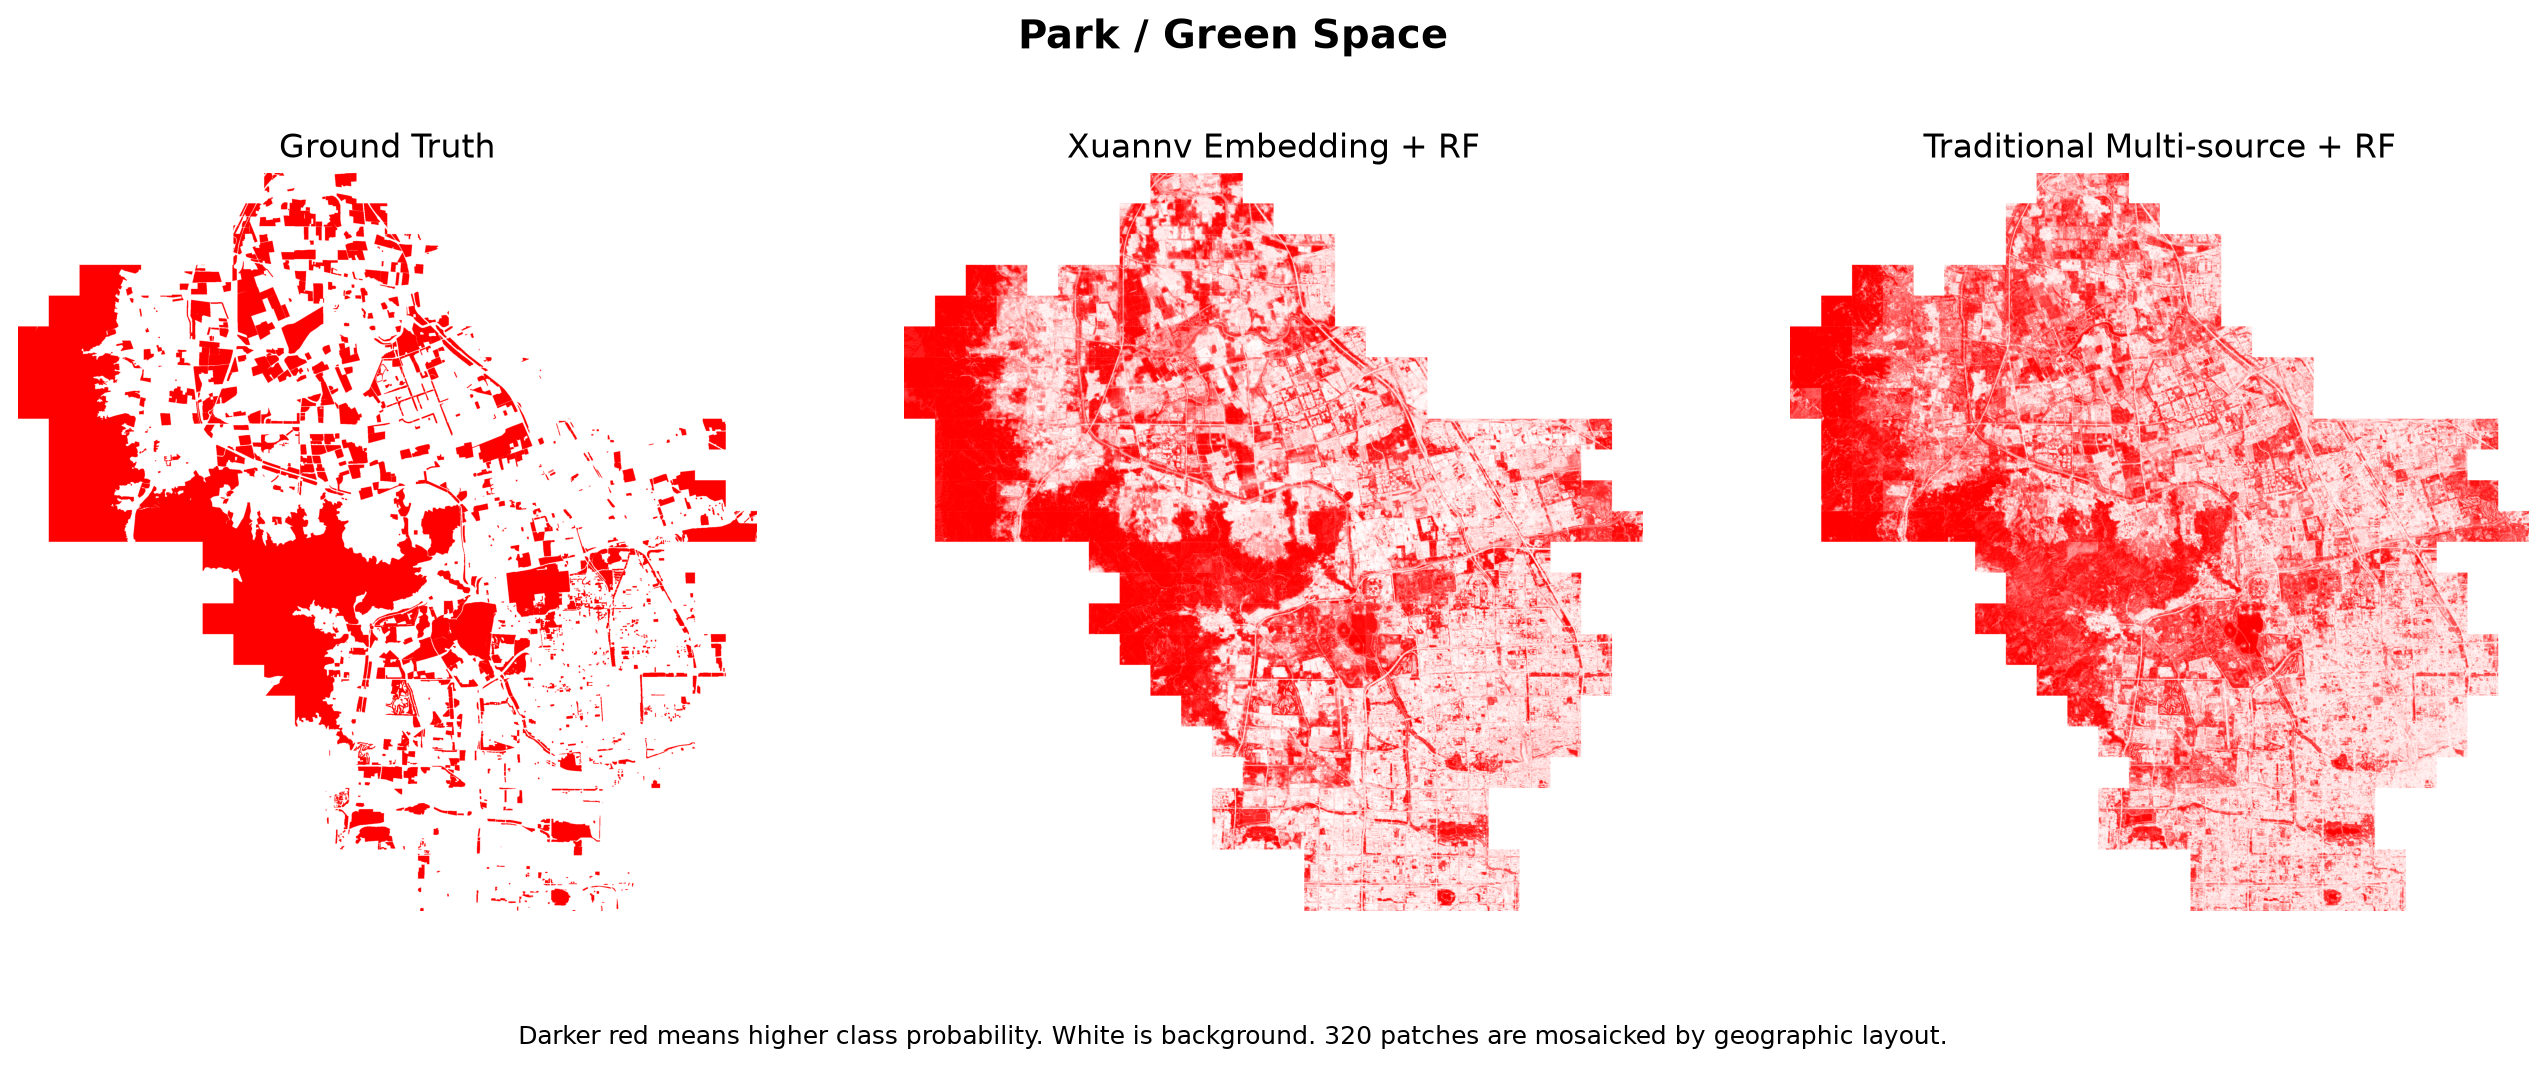 Park / Green Space
Ground Truth
Xuannv Embedding + RF
Traditional Multi-source + RF
Darker red means higher class probability. White is background. 320 patches are mosaicked by geographic layout.